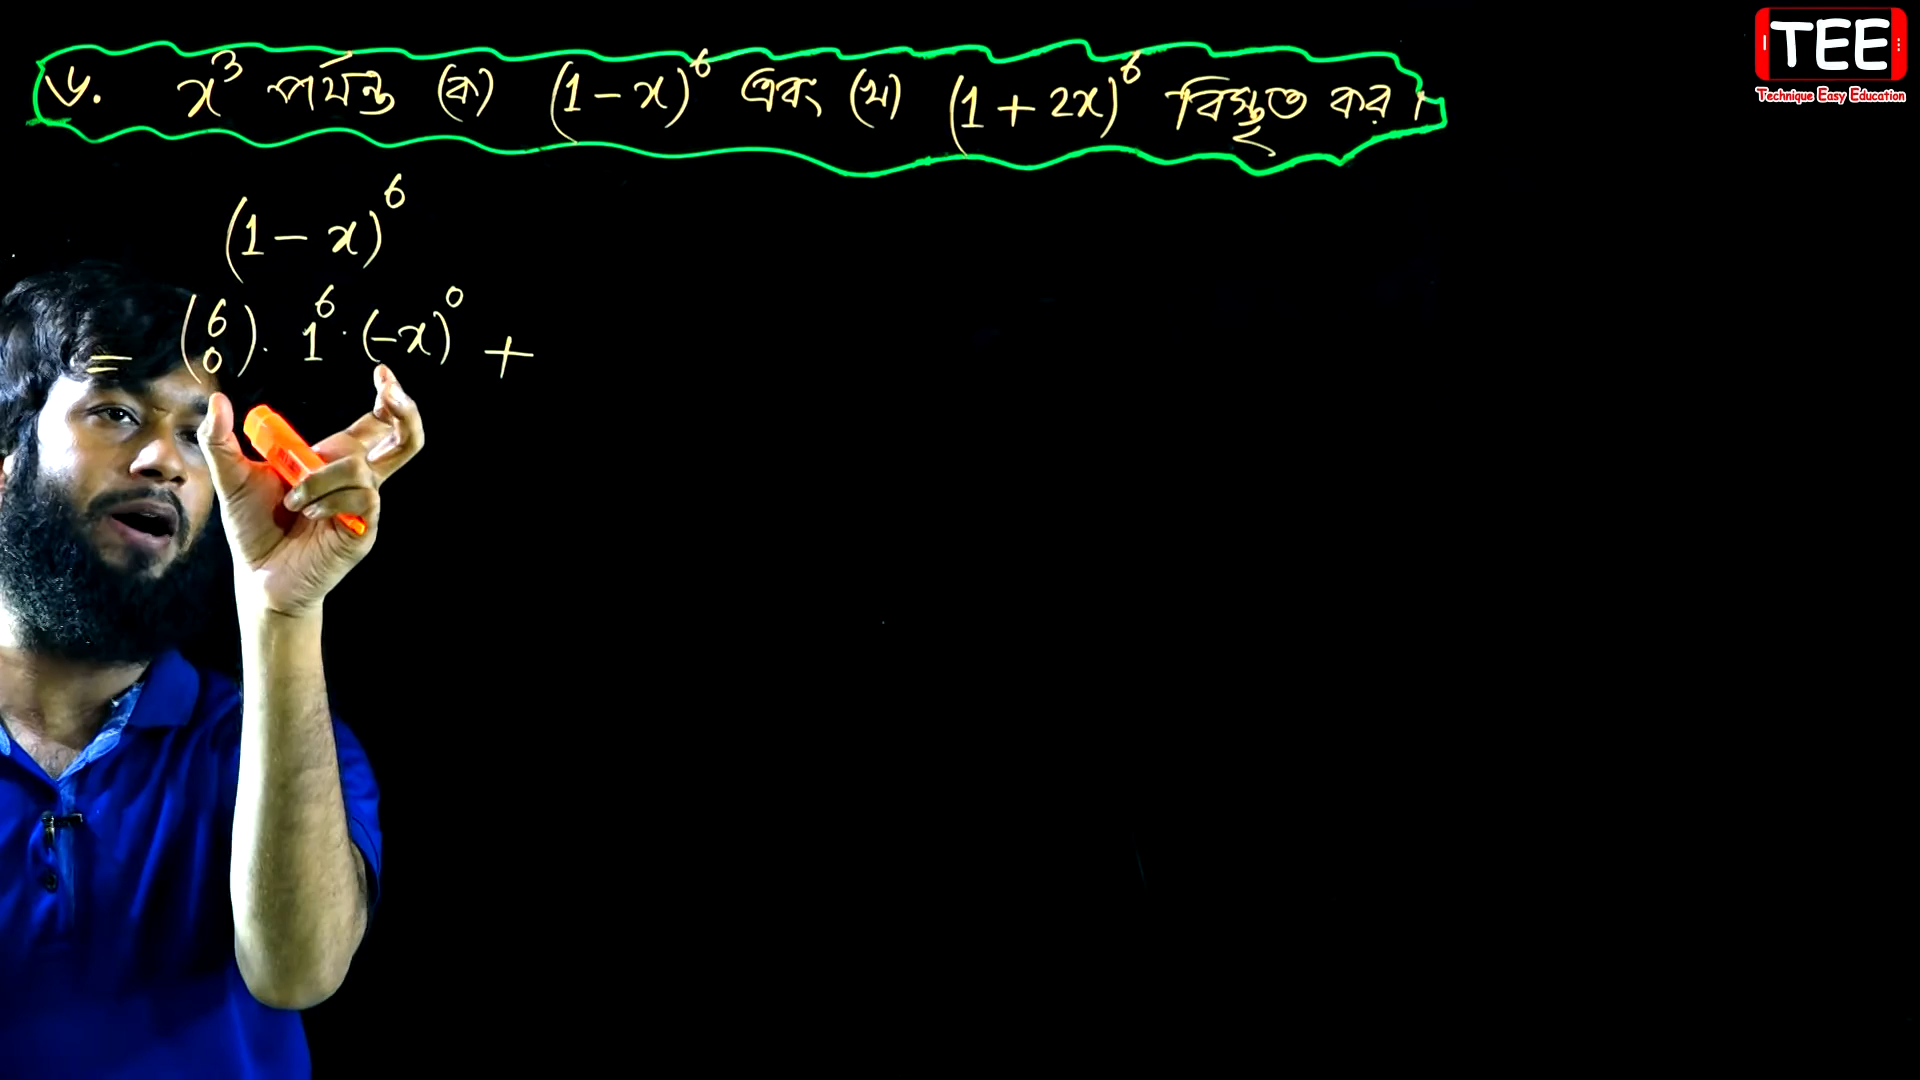 TEE
Technique Easy Education
৬. x³ পর্যন্ত (ক) (1 - x)⁶ এবং (খ) (1 + 2x)⁶ বিস্তৃত কর।
(1 - x)⁶
= (6 0) · 1⁶ · (-x)⁰ +